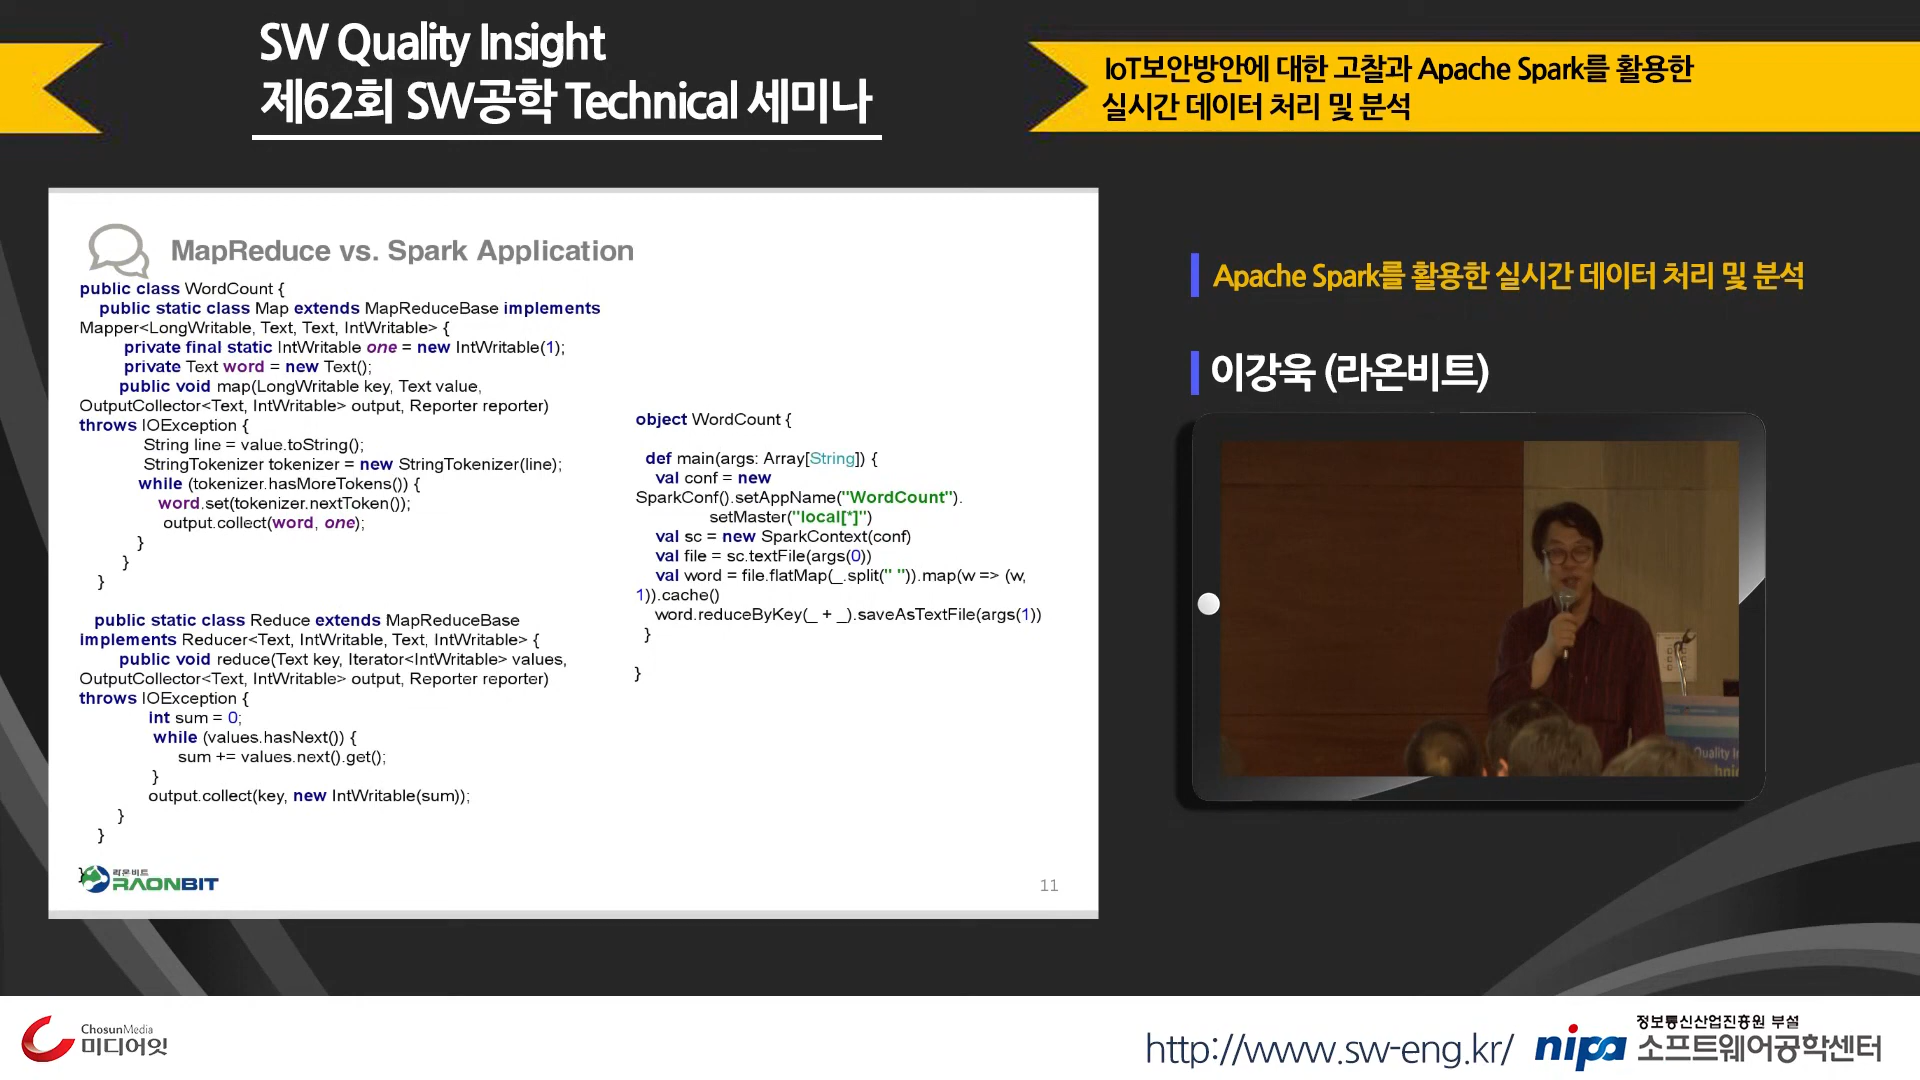 SW Quality Insight
제62회 SW공학 Technical 세미나
IoT보안방안에 대한 고찰과 Apache Spark를 활용한
실시간 데이터 처리 및 분석
MapReduce vs. Spark Application
public class WordCount {
public static class Map extends MapReduceBase implements
Mapper<LongWritable, Text, Text, IntWritable> {
private final static IntWritable one = new IntWritable(1);
private Text word = new Text();
public void map(LongWritable key, Text value,
OutputCollector<Text, IntWritable> output, Reporter reporter)
throws IOException {
String line = value.toString();
StringTokenizer tokenizer = new StringTokenizer(line);
while (tokenizer.hasMoreTokens()) {
word.set(tokenizer.nextToken());
output.collect(word, one);
}
}
}
public static class Reduce extends MapReduceBase
implements Reducer<Text, IntWritable, Text, IntWritable> {
public void reduce(Text key, Iterator<IntWritable> values,
OutputCollector<Text, IntWritable> output, Reporter reporter)
throws IOException {
int sum = 0;
while (values.hasNext()) {
sum += values.next().get();
}
output.collect(key, new IntWritable(sum));
}
}
}
object WordCount {
def main(args: Array[String]) {
val conf = new
SparkConf().setAppName("WordCount").
setMaster("local[*]")
val sc = new SparkContext(conf)
val file = sc.textFile(args(0))
val word = file.flatMap(_.split(" ")).map(w => (w,
1)).cache()
word.reduceByKey(_ + _).saveAsTextFile(args(1))
}
}
라온비트
RAONBIT
11
Apache Spark를 활용한 실시간 데이터 처리 및 분석
이강욱 (라온비트)
Quality In
ChosunMedia
미디어잇
http://www.sw-eng.kr/
nipa
정보통신산업진흥원 부설
소프트웨어공학센터